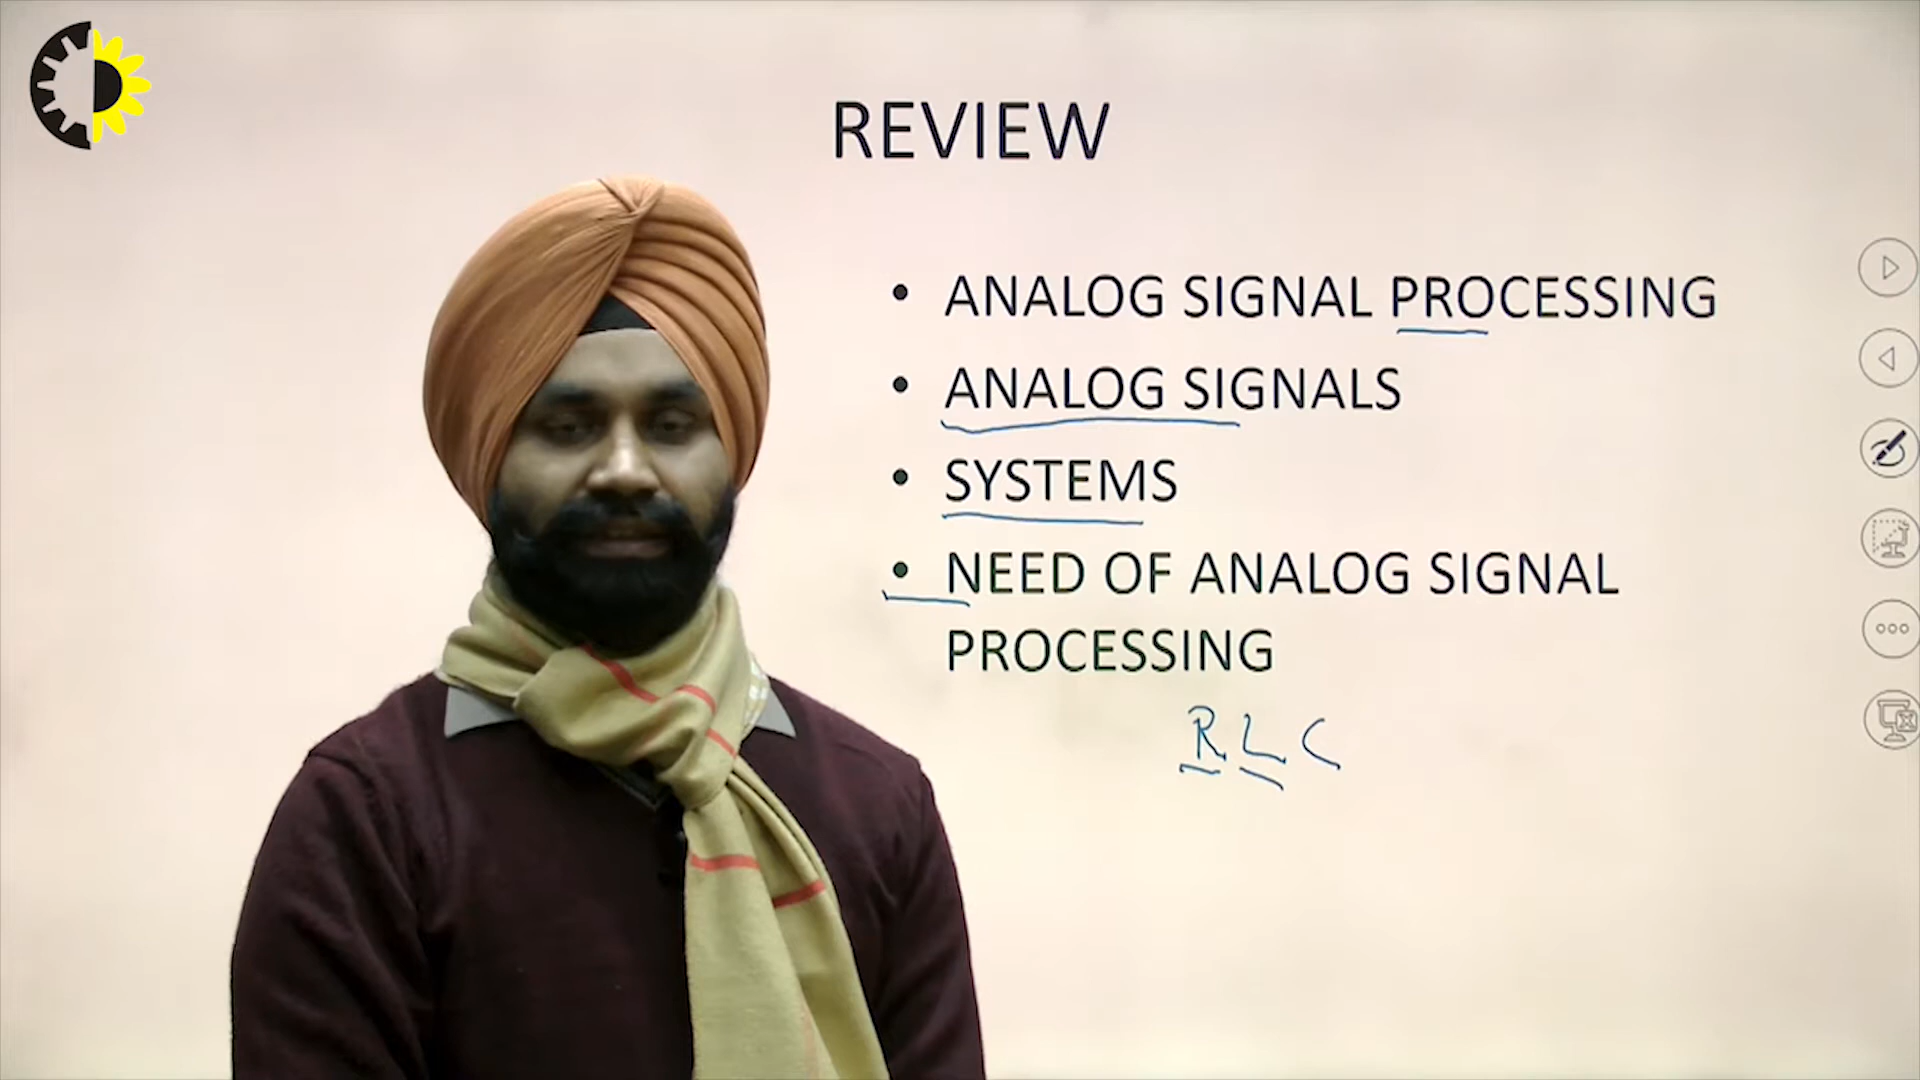 REVIEW
• ANALOG SIGNAL PROCESSING
• ANALOG SIGNALS
• SYSTEMS
• NEED OF ANALOG SIGNAL
PROCESSING
R L C